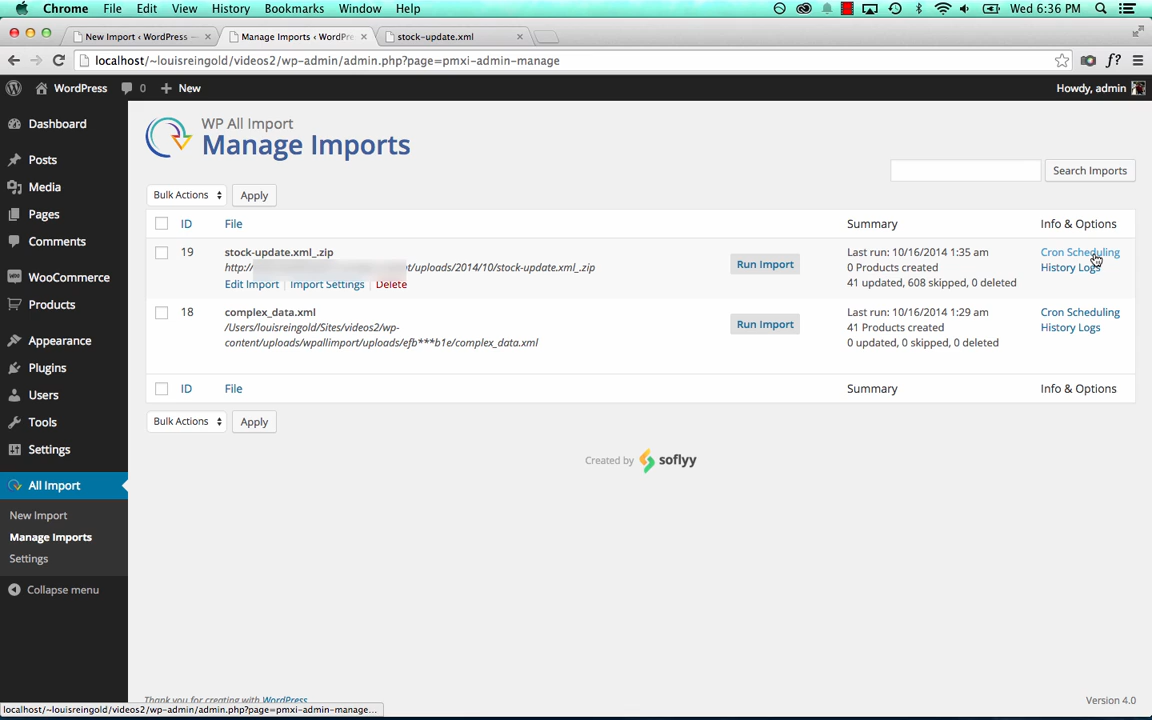 Chrome File Edit View History Bookmarks Window Help Wed 6:36 PM
New Import ‹ WordPress Manage Imports ‹ WordPre stock-update.xml
localhost/~louisreingold/videos2/wp-admin/admin.php?page=pmxi-admin-manage f?
WordPress 0 New Howdy, admin
Dashboard
Posts
Media
Pages
Comments
WooCommerce
Products
Appearance
Plugins
Users
Tools
Settings
All Import
New Import
Manage Imports
Settings
Collapse menu
WP All Import
Manage Imports
Search Imports
Bulk Actions Apply
ID File Summary Info & Options
19 stock-update.xml_.zip Last run: 10/16/2014 1:35 am Cron Scheduling
http:/ t/uploads/2014/10/stock-update.xml_.zip Run Import 0 Products created History Logs
Edit Import | Import Settings | Delete 41 updated, 608 skipped, 0 deleted
18 complex_data.xml Last run: 10/16/2014 1:29 am Cron Scheduling
/Users/louisreingold/Sites/videos2/wp- Run Import 41 Products created History Logs
content/uploads/wpallimport/uploads/efb***b1e/complex_data.xml 0 updated, 0 skipped, 0 deleted
ID File Summary Info & Options
Bulk Actions Apply
Created by soflyy
Thank you for creating with WordPress Version 4.0
localhost/~louisreingold/videos2/wp-admin/admin.php?page=pmxi-admin-manage...